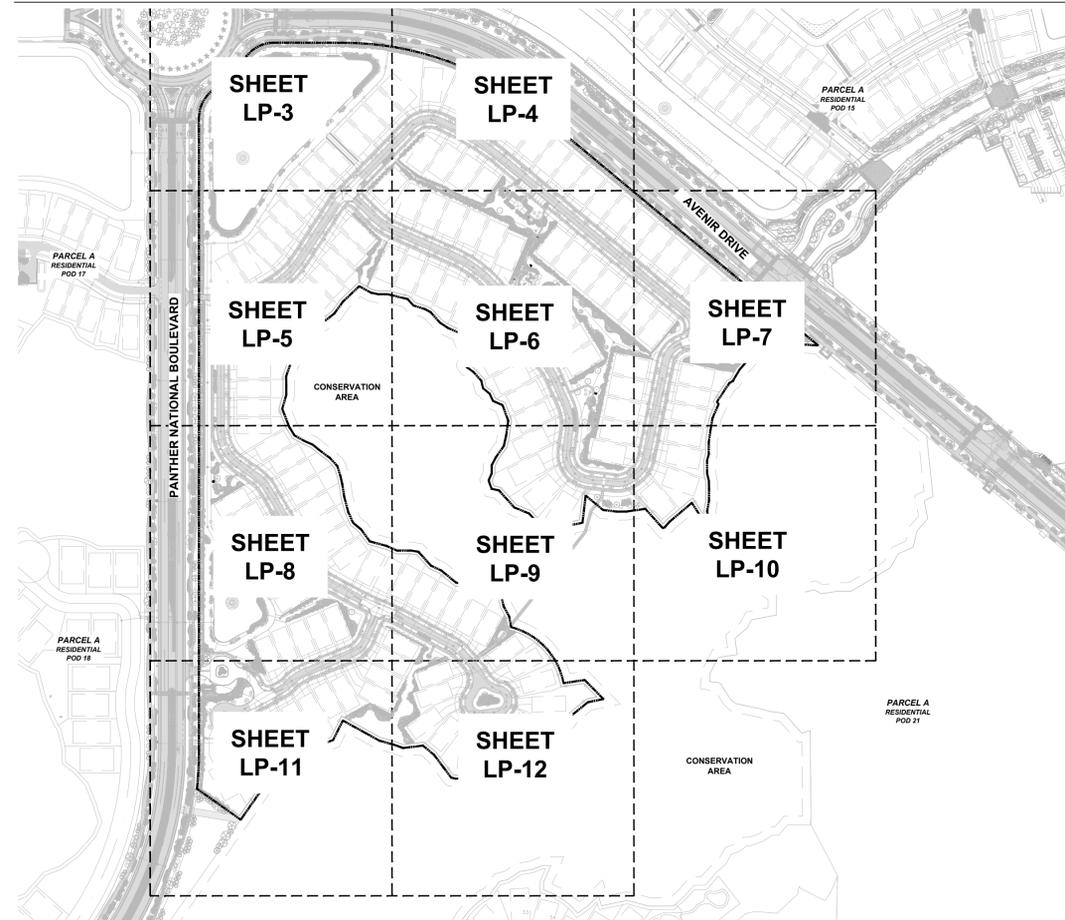 SHEET
LP-3
SHEET
LP-4
PARCEL A
RESIDENTIAL
POD 15
AVENIR DRIVE
PARCEL A
RESIDENTIAL
POD 17
PANTHER NATIONAL BOULEVARD
SHEET
LP-5
SHEET
LP-6
SHEET
LP-7
CONSERVATION
AREA
SHEET
LP-8
SHEET
LP-9
SHEET
LP-10
PARCEL A
RESIDENTIAL
POD 18
PARCEL A
RESIDENTIAL
POD 21
SHEET
LP-11
SHEET
LP-12
CONSERVATION
AREA